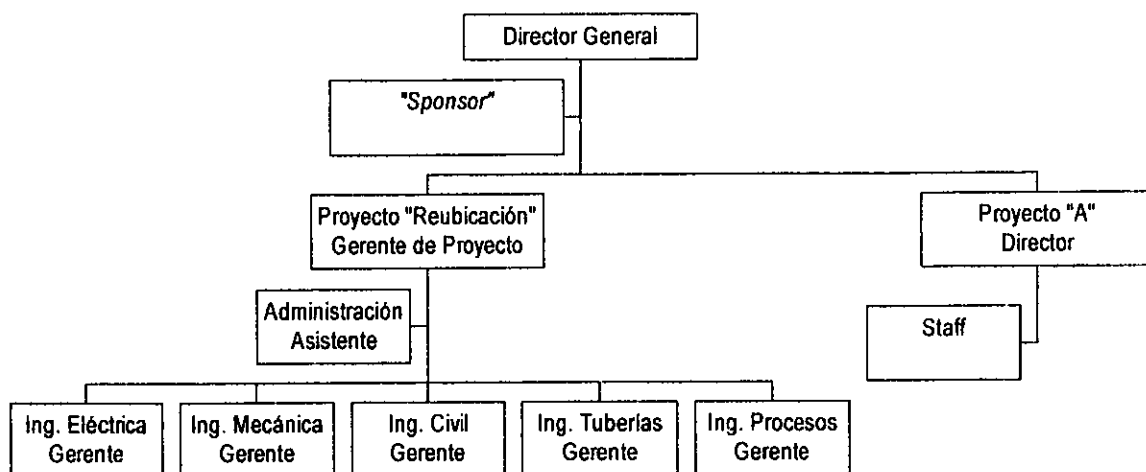 Director General
"Sponsor"
Proyecto "Reubicación"
Gerente de Proyecto
Proyecto "A"
Director
Administración
Asistente
Staff
Ing. Eléctrica
Gerente
Ing. Mecánica
Gerente
Ing. Civil
Gerente
Ing. Tuberías
Gerente
Ing. Procesos
Gerente